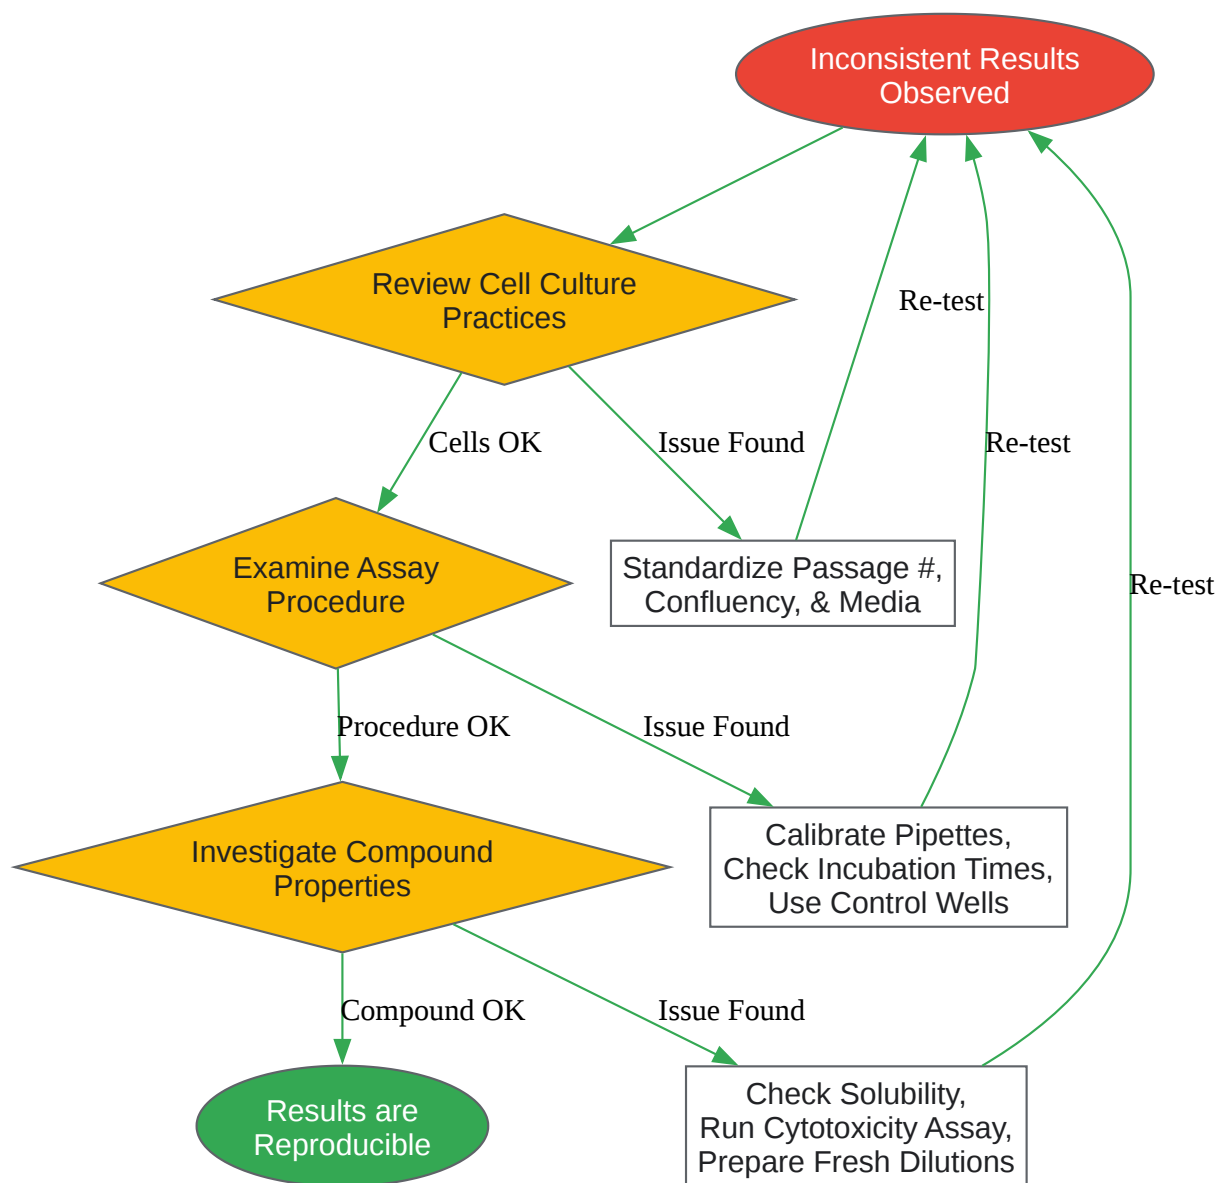 Inconsistent Results
Observed
Review Cell Culture
Practices
Re-test
Cells OK
Issue Found
Re-test
Examine Assay
Procedure
Standardize Passage #,
Confluency, & Media
Re-test
Procedure OK
Issue Found
Investigate Compound
Properties
Calibrate Pipettes,
Check Incubation Times,
Use Control Wells
Compound OK
Issue Found
Results are
Reproducible
Check Solubility,
Run Cytotoxicity Assay,
Prepare Fresh Dilutions